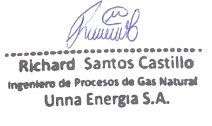 Richard Santos Castillo
Ingeniero de Procesos de Gas Natural
Unna Energia S.A.